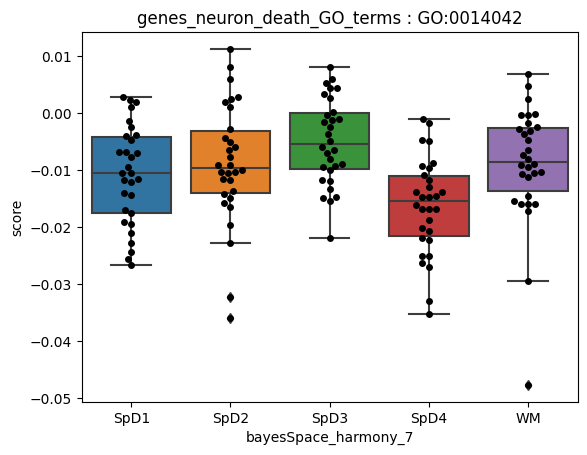 genes_neuron_death_GO_terms : GO:0014042
score
0.01
0.00
−0.01
−0.02
−0.03
−0.04
−0.05
SpD1 SpD2 SpD3 SpD4 WM
bayesSpace_harmony_7